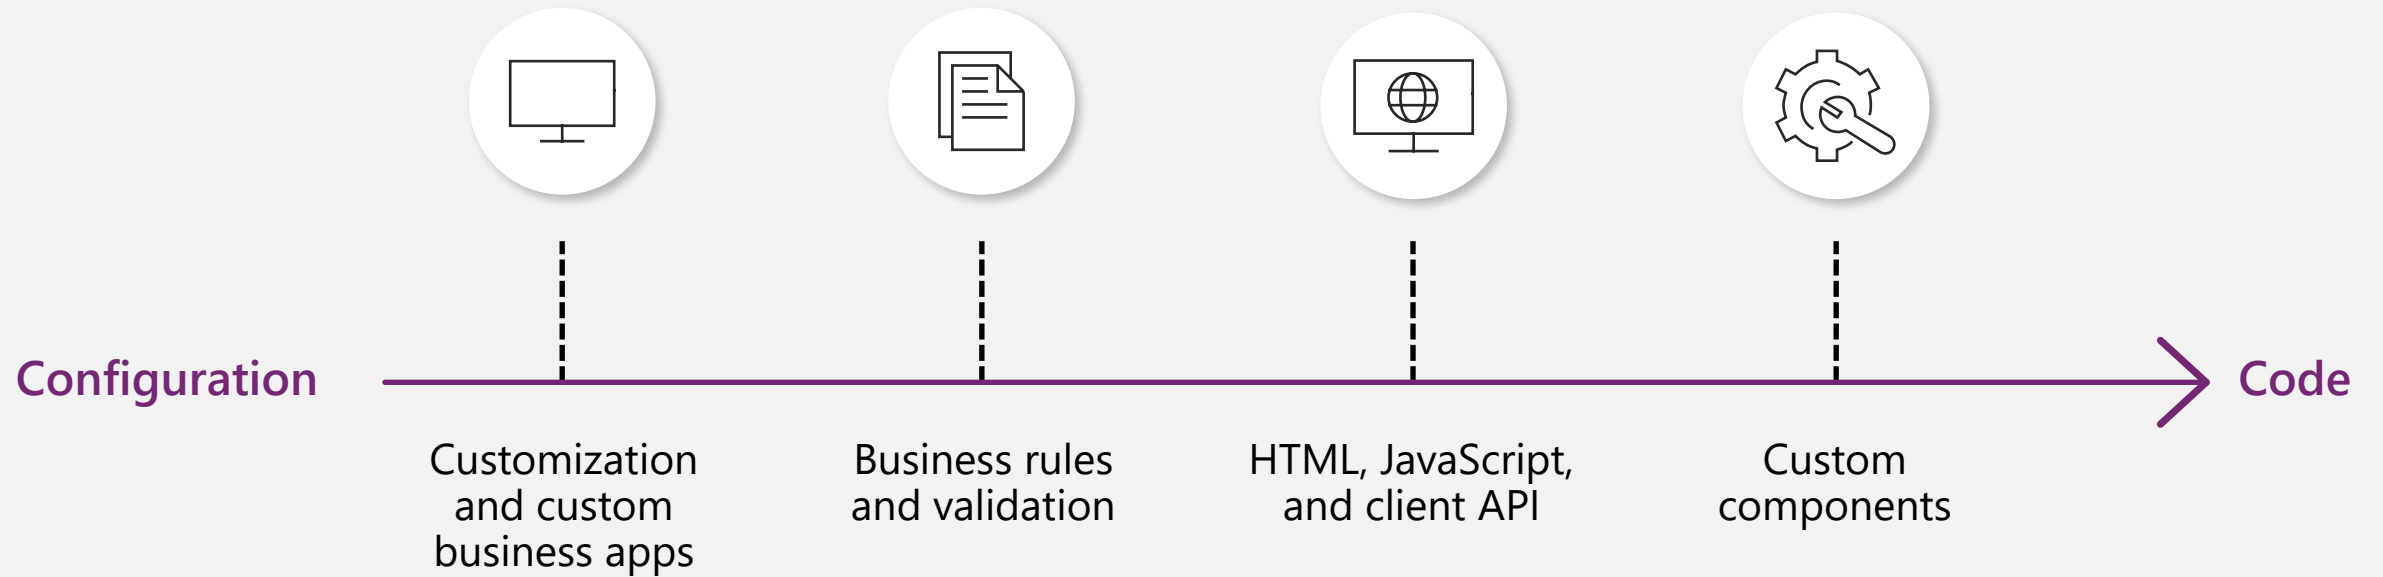 Configuration
Code
Customization
and custom
business apps
Business rules
and validation
HTML, JavaScript,
and client API
Custom
components